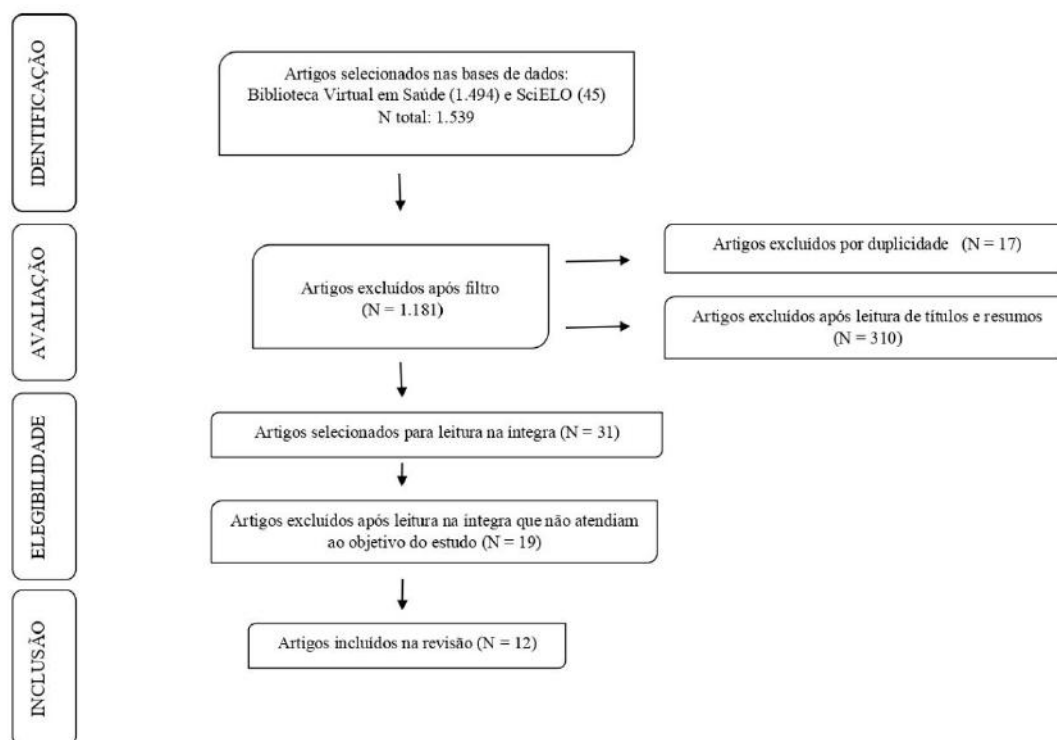 IDENTIFICAÇÃO
Artigos selecionados nas bases de dados:
Biblioteca Virtual em Saúde (1.494) e SciELO (45)
N total: 1.539
AVALIAÇÃO
Artigos excluídos após filtro
(N = 1.181)
Artigos excluídos por duplicidade (N = 17)
Artigos excluídos após leitura de títulos e resumos
(N = 310)
ELEGIBILIDADE
Artigos selecionados para leitura na íntegra (N = 31)
Artigos excluídos após leitura na íntegra que não atendiam
ao objetivo do estudo (N = 19)
INCLUSÃO
Artigos incluídos na revisão (N = 12)